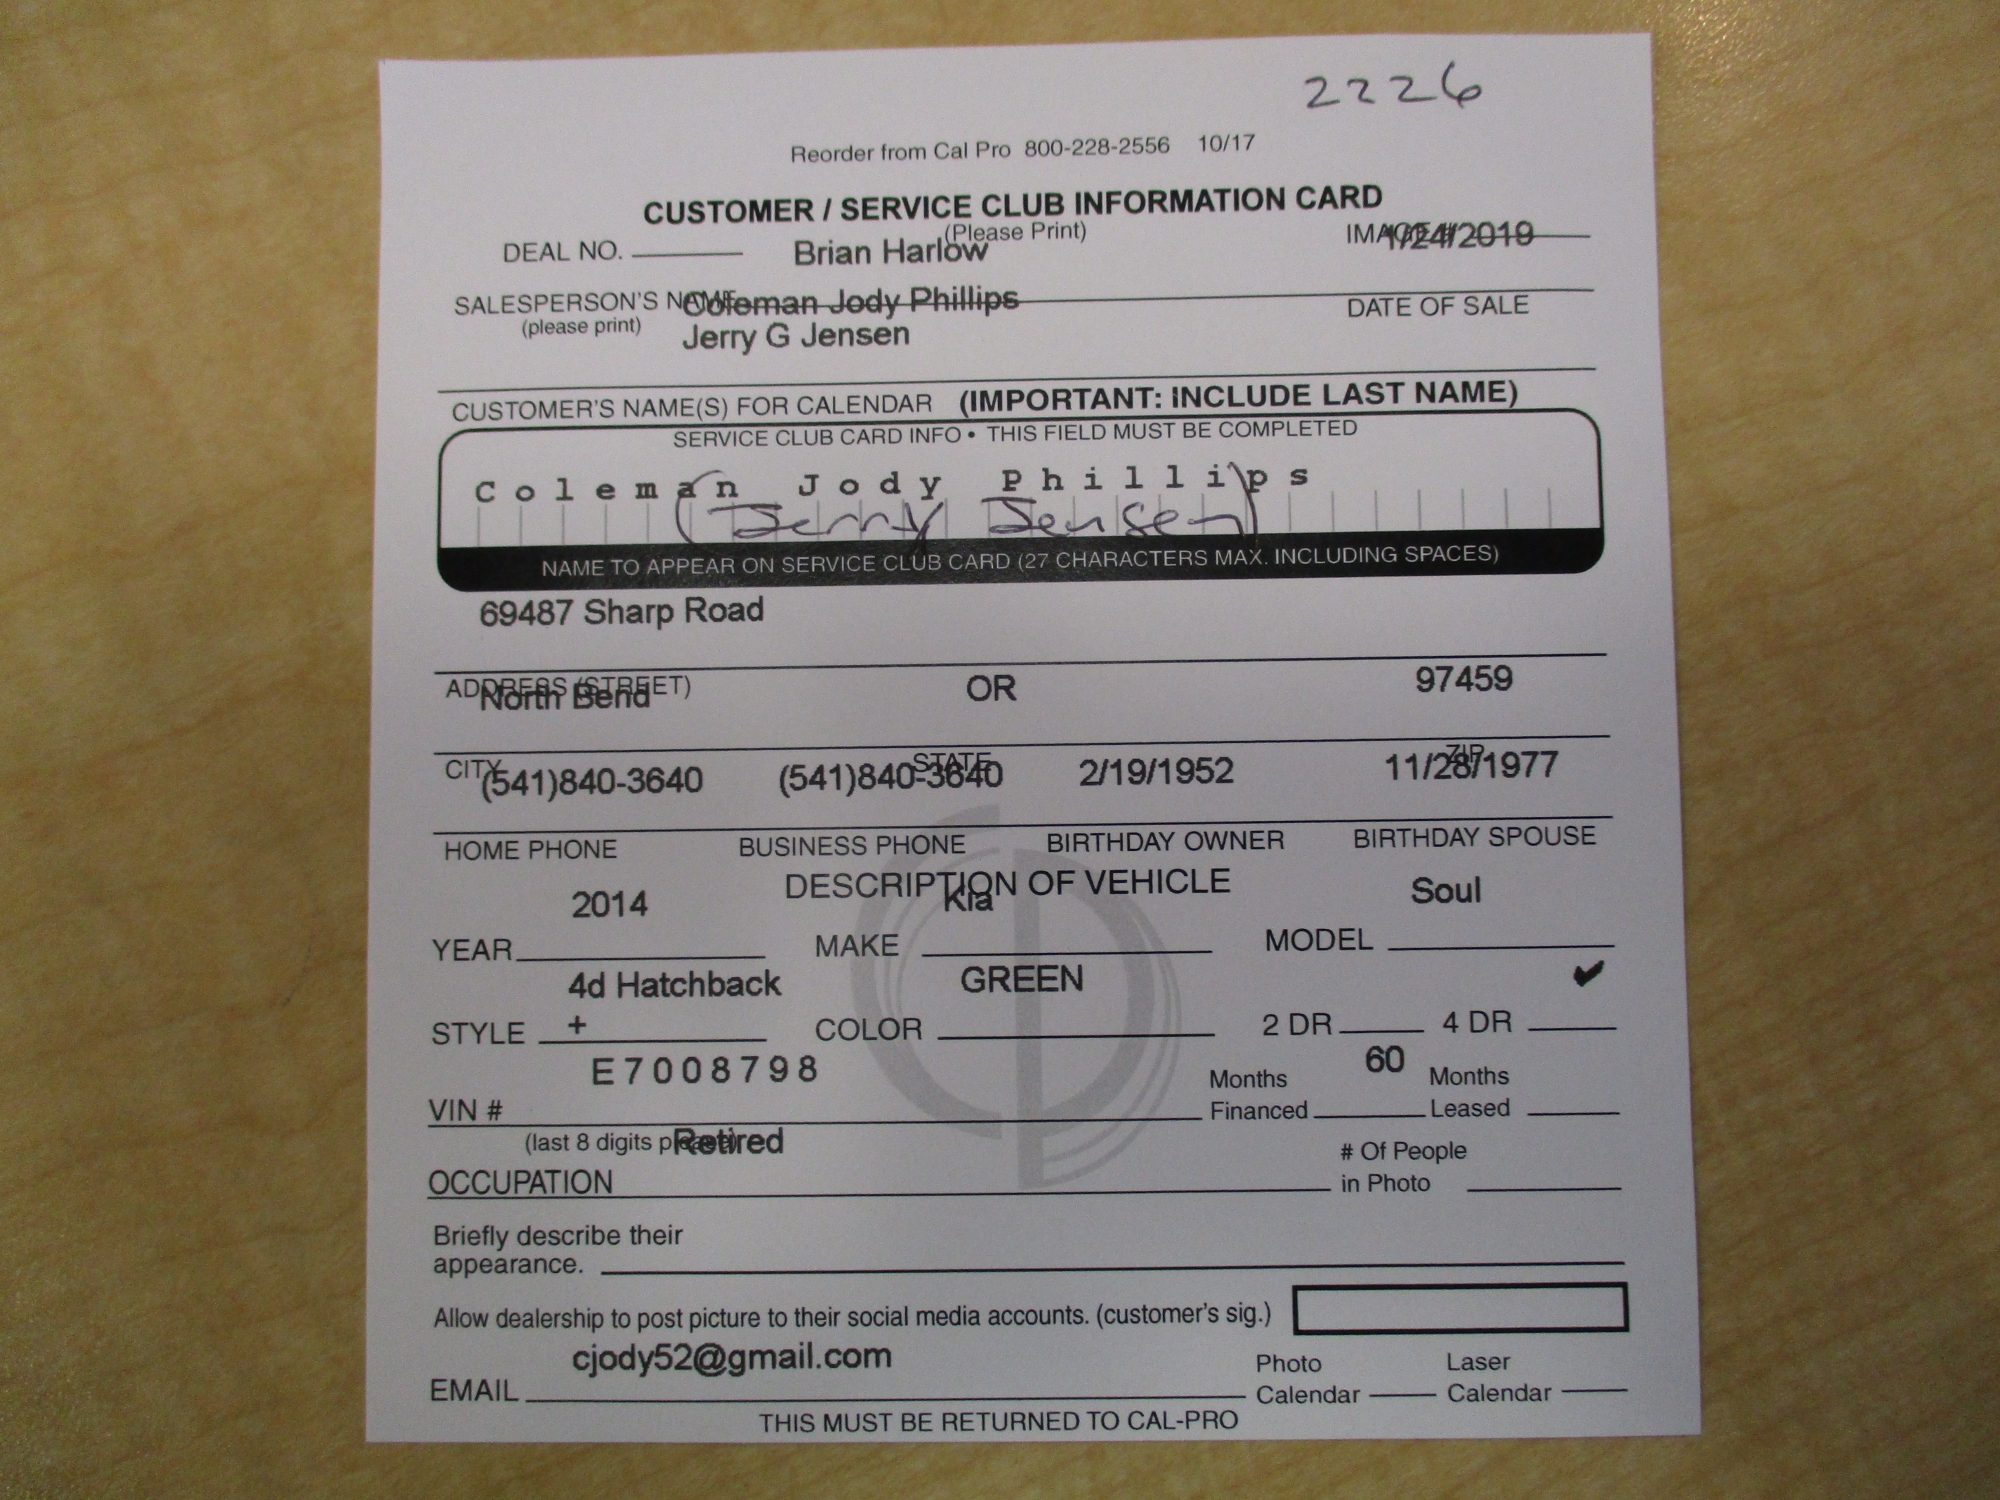 2226
Reorder from Cal Pro 800-228-2556 10/17
CUSTOMER / SERVICE CLUB INFORMATION CARD
(Please Print)
DEAL NO. Brian Harlow IMAGE # 1/24/2019
SALESPERSON'S NAME Coleman Jody Phillips DATE OF SALE
(please print) Jerry G Jensen
CUSTOMER'S NAME(S) FOR CALENDAR (IMPORTANT: INCLUDE LAST NAME)
SERVICE CLUB CARD INFO • THIS FIELD MUST BE COMPLETED
Coleman Jody Phillips
(Jerry Jensen)
NAME TO APPEAR ON SERVICE CLUB CARD (27 CHARACTERS MAX. INCLUDING SPACES)
69487 Sharp Road
ADDRESS (STREET)
North Bend OR 97459
CITY STATE ZIP
(541)840-3640 (541)840-3640 2/19/1952 11/28/1977
HOME PHONE BUSINESS PHONE BIRTHDAY OWNER BIRTHDAY SPOUSE
DESCRIPTION OF VEHICLE
2014 Kia Soul
YEAR MAKE MODEL
4d Hatchback GREEN ✔
STYLE + COLOR 2 DR 4 DR
E7008798 60
VIN # Months Financed Months Leased
(last 8 digits please) Retired
OCCUPATION # Of People in Photo
Briefly describe their
appearance.
Allow dealership to post picture to their social media accounts. (customer's sig.)
cjody52@gmail.com
EMAIL Photo Calendar Laser Calendar
THIS MUST BE RETURNED TO CAL-PRO